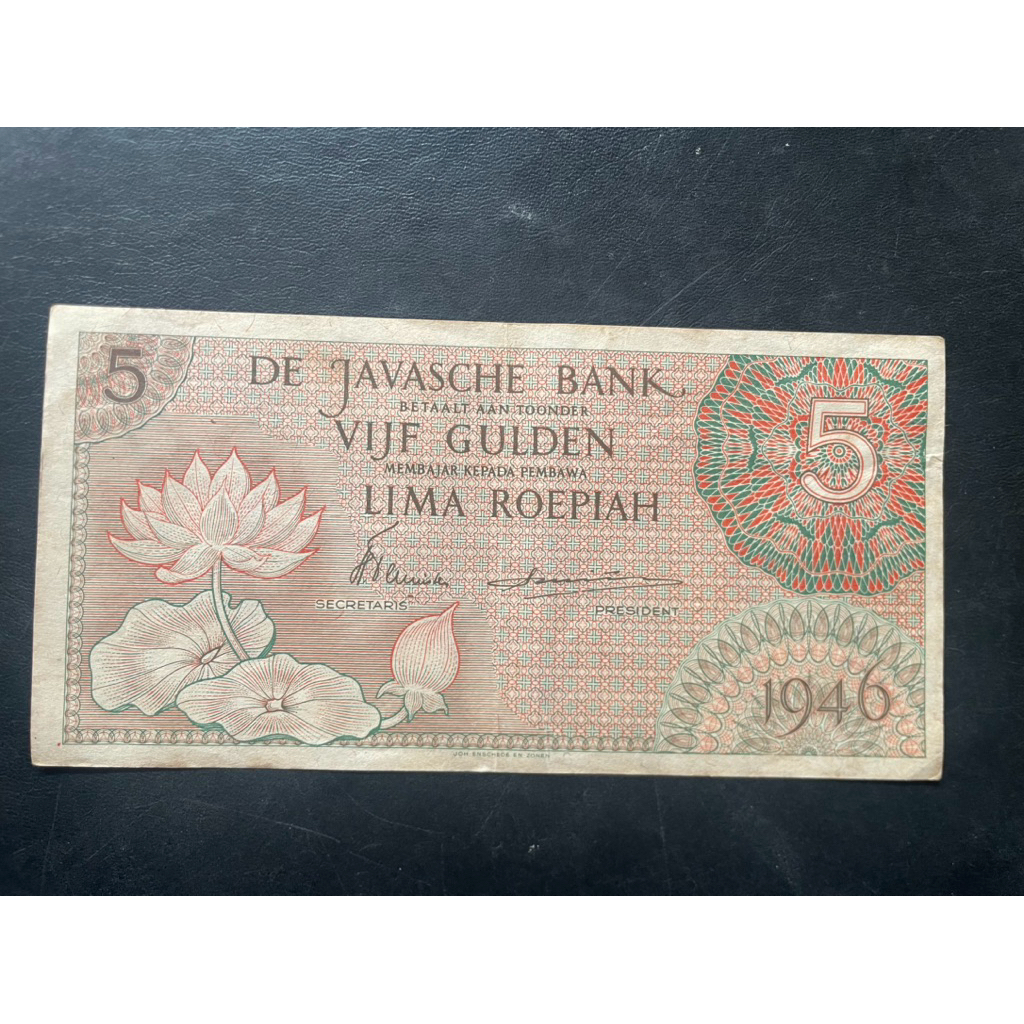 5
DE JAVASCHE BANK
BETAALT AAN TOONDER
VIJF GULDEN
MEMBAJAR KEPADA PEMBAWA
LIMA ROEPIAH
5
SECRETARIS
PRESIDENT
1946
JOH. ENSCHEDÉ EN ZONEN